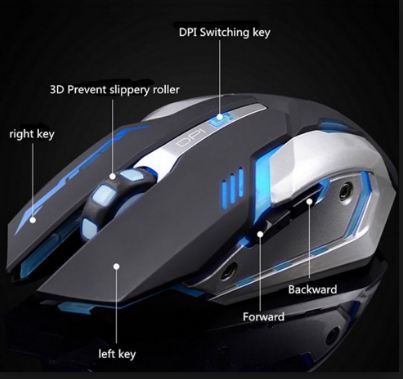 DPI Switching key
3D Prevent slippery roller
right key
DPI
Backward
Forward
left key